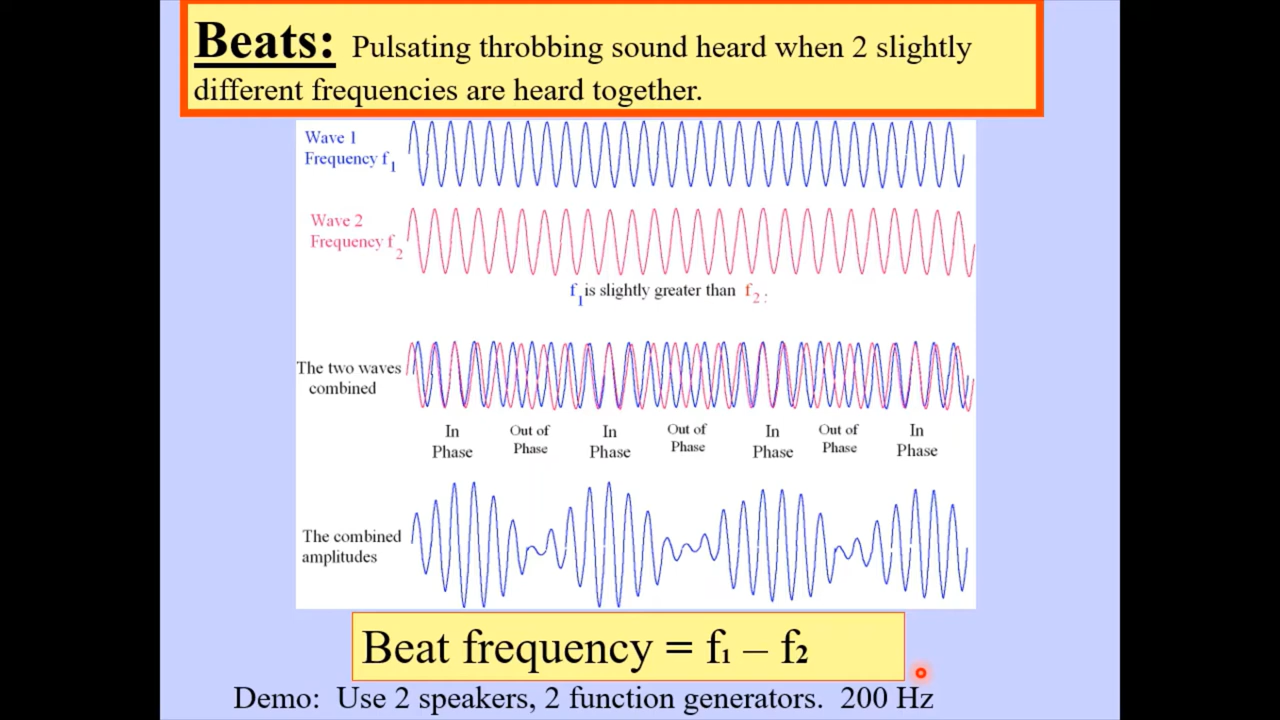 Beats: Pulsating throbbing sound heard when 2 slightly
different frequencies are heard together.
Wave 1
Frequency f1
Wave 2
Frequency f2
f1 is slightly greater than f2 :
The two waves
combined
In Phase
Out of Phase
In Phase
Out of Phase
In Phase
Out of Phase
In Phase
The combined
amplitudes
Beat frequency = f1 – f2
Demo: Use 2 speakers, 2 function generators. 200 Hz